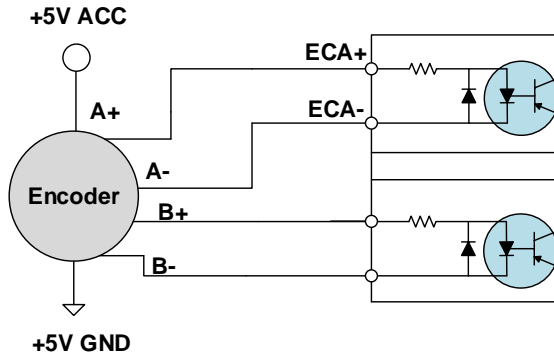 +5V ACC
ECA+
A+
ECA-
A-
Encoder
B+
B-
+5V GND